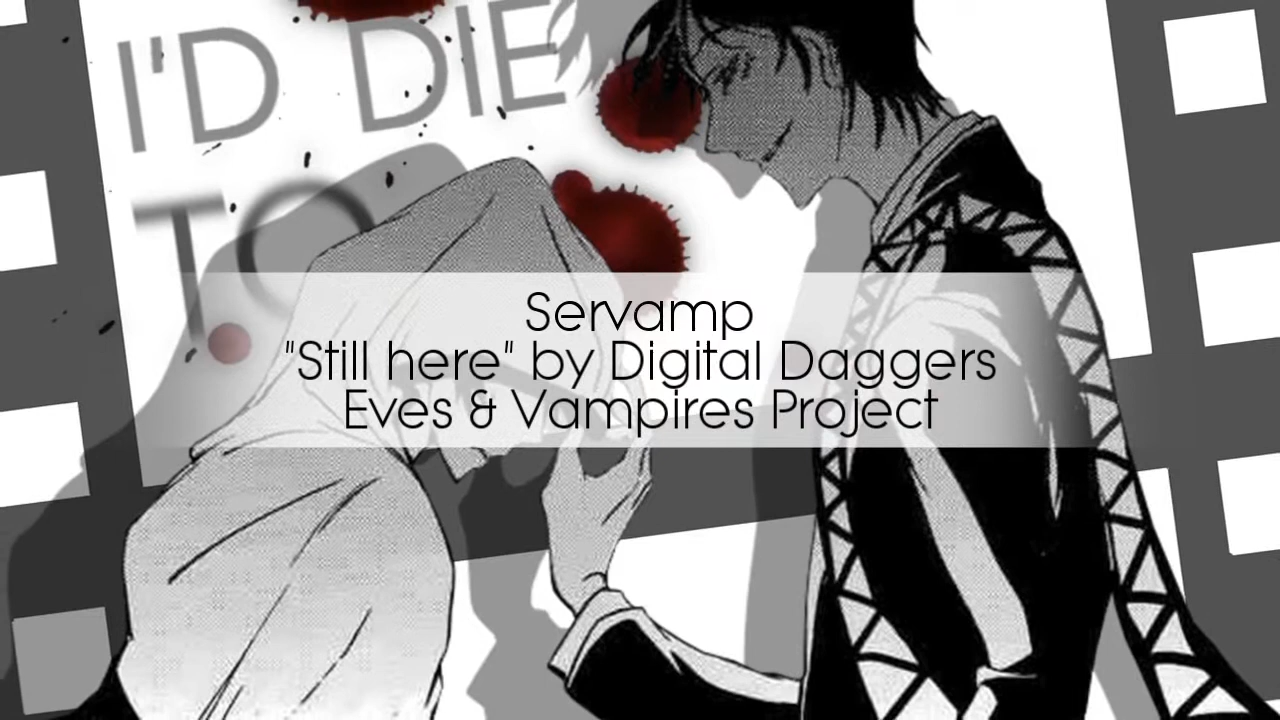 I'D DIE
TO
Servamp
"Still here" by Digital Daggers
Eves & Vampires Project